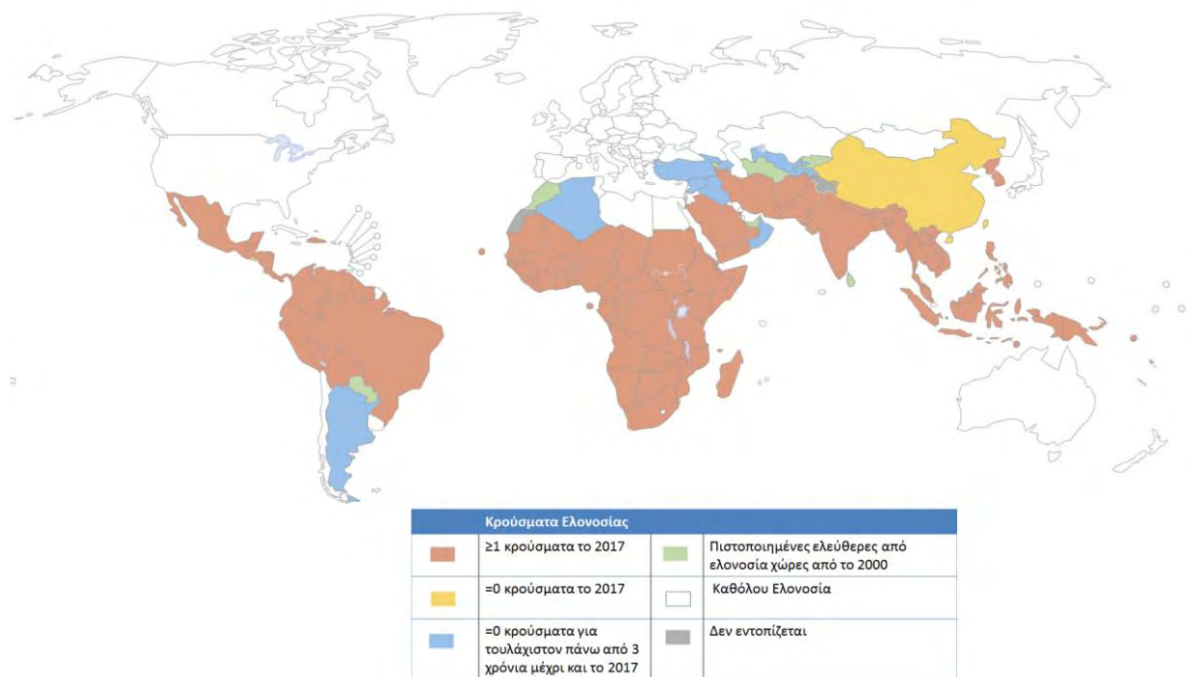 Κρούσματα Ελονοσίας
≥1 κρούσματα το 2017
Πιστοποιημένες ελεύθερες από
ελονοσία χώρες από το 2000
=0 κρούσματα το 2017
Καθόλου Ελονοσία
=0 κρούσματα για
τουλάχιστον πάνω από 3
χρόνια μέχρι και το 2017
Δεν εντοπίζεται